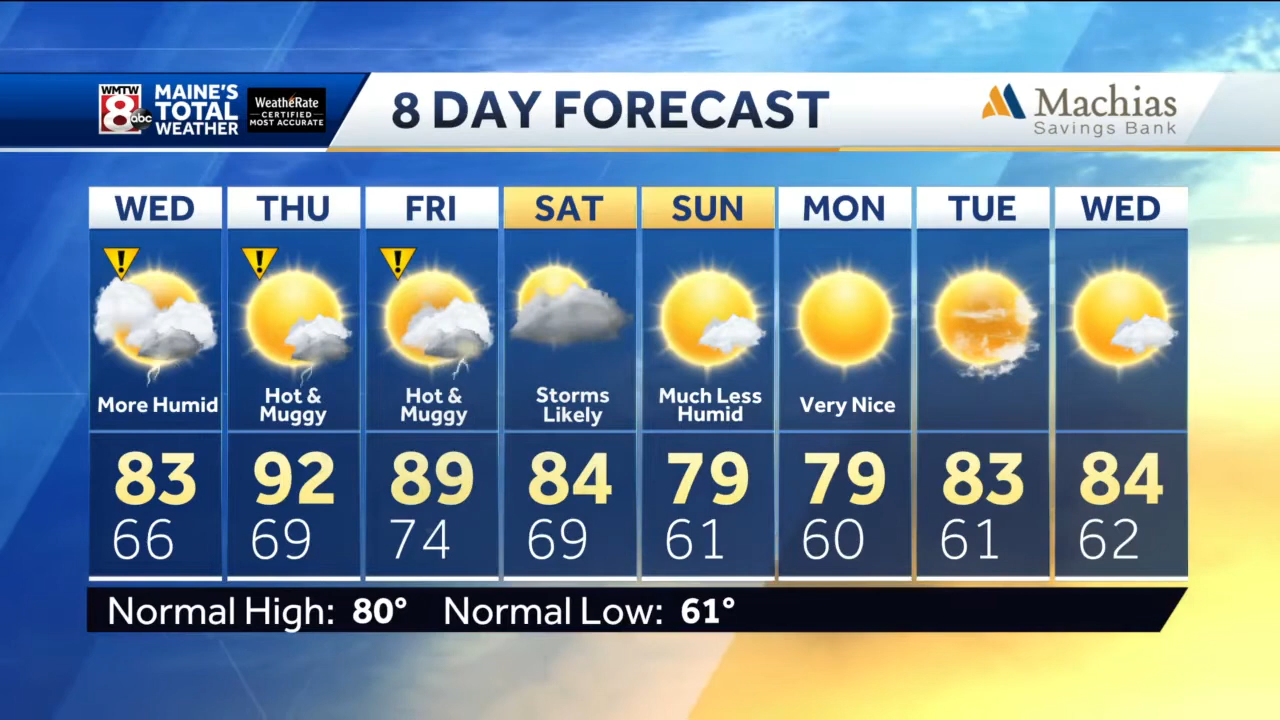 WMTW
8
abc
MAINE'S
TOTAL
WEATHER
WeatheRate
CERTIFIED
MOST ACCURATE
8 DAY FORECAST
Machias
Savings Bank
WED THU FRI SAT SUN MON TUE WED
! ! !
More Humid
Hot &
Muggy
Hot &
Muggy
Storms
Likely
Much Less
Humid
Very Nice
83 92 89 84 79 79 83 84
66 69 74 69 61 60 61 62
Normal High: 80° Normal Low: 61°